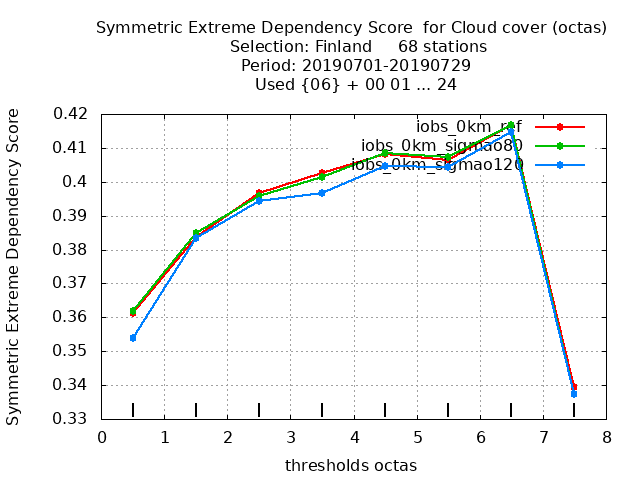 Symmetric Extreme Dependency Score  for Cloud cover (octas)
Selection: Finland     68 stations
Period: 20190701-20190729
Used {06} + 00 01 ... 24
Symmetric Extreme Dependency Score
0.42
0.41
0.4
0.39
0.38
0.37
0.36
0.35
0.34
0.33
iobs_0km_ref
iobs_0km_sigmao80
iobs_0km_sigmao120
0 1 2 3 4 5 6 7 8
thresholds octas